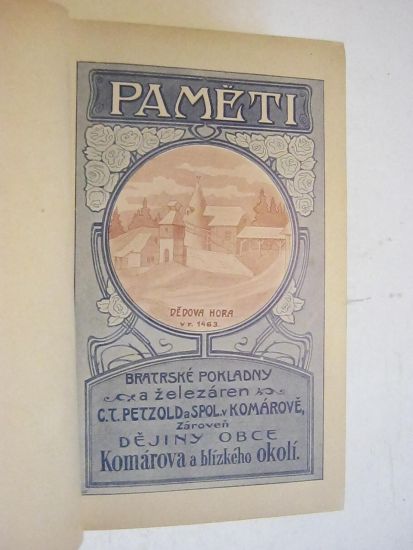 PAMĚTI
DĚDOVA HORA
v r. 1463.
BRATRSKÉ POKLADNY
a železáren
C.T. PETZOLD a SPOL. v KOMÁROVĚ,
Zároveň
DĚJINY OBCE
Komárova a blízkého okolí.